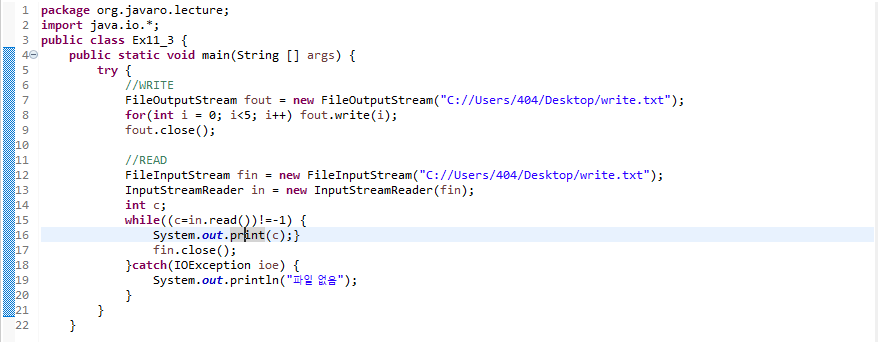 1 package org.javaro.lecture;
2 import java.io.*;
3 public class Ex11_3 {
4 public static void main(String [] args) {
5 try {
6 //WRITE
7 FileOutputStream fout = new FileOutputStream("C://Users/404/Desktop/write.txt");
8 for(int i = 0; i<5; i++) fout.write(i);
9 fout.close();
10
11 //READ
12 FileInputStream fin = new FileInputStream("C://Users/404/Desktop/write.txt");
13 InputStreamReader in = new InputStreamReader(fin);
14 int c;
15 while((c=in.read())!=-1) {
16 System.out.print(c);}
17 fin.close();
18 }catch(IOException ioe) {
19 System.out.println("파일 없음");
20 }
21 }
22 }